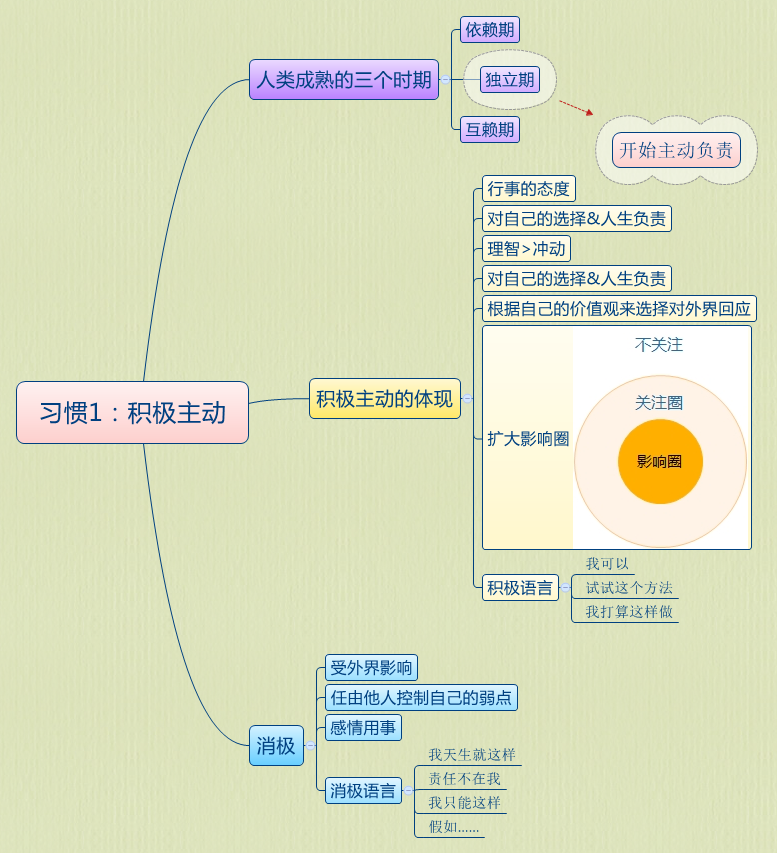 习惯1：积极主动
人类成熟的三个时期
依赖期
独立期
互赖期
开始主动负责
积极主动的体现
行事的态度
对自己的选择&人生负责
理智>冲动
对自己的选择&人生负责
根据自己的价值观来选择对外界回应
扩大影响圈
不关注
关注圈
影响圈
积极语言
我可以
试试这个方法
我打算这样做
消极
受外界影响
任由他人控制自己的弱点
感情用事
消极语言
我天生就这样
责任不在我
我只能这样
假如……